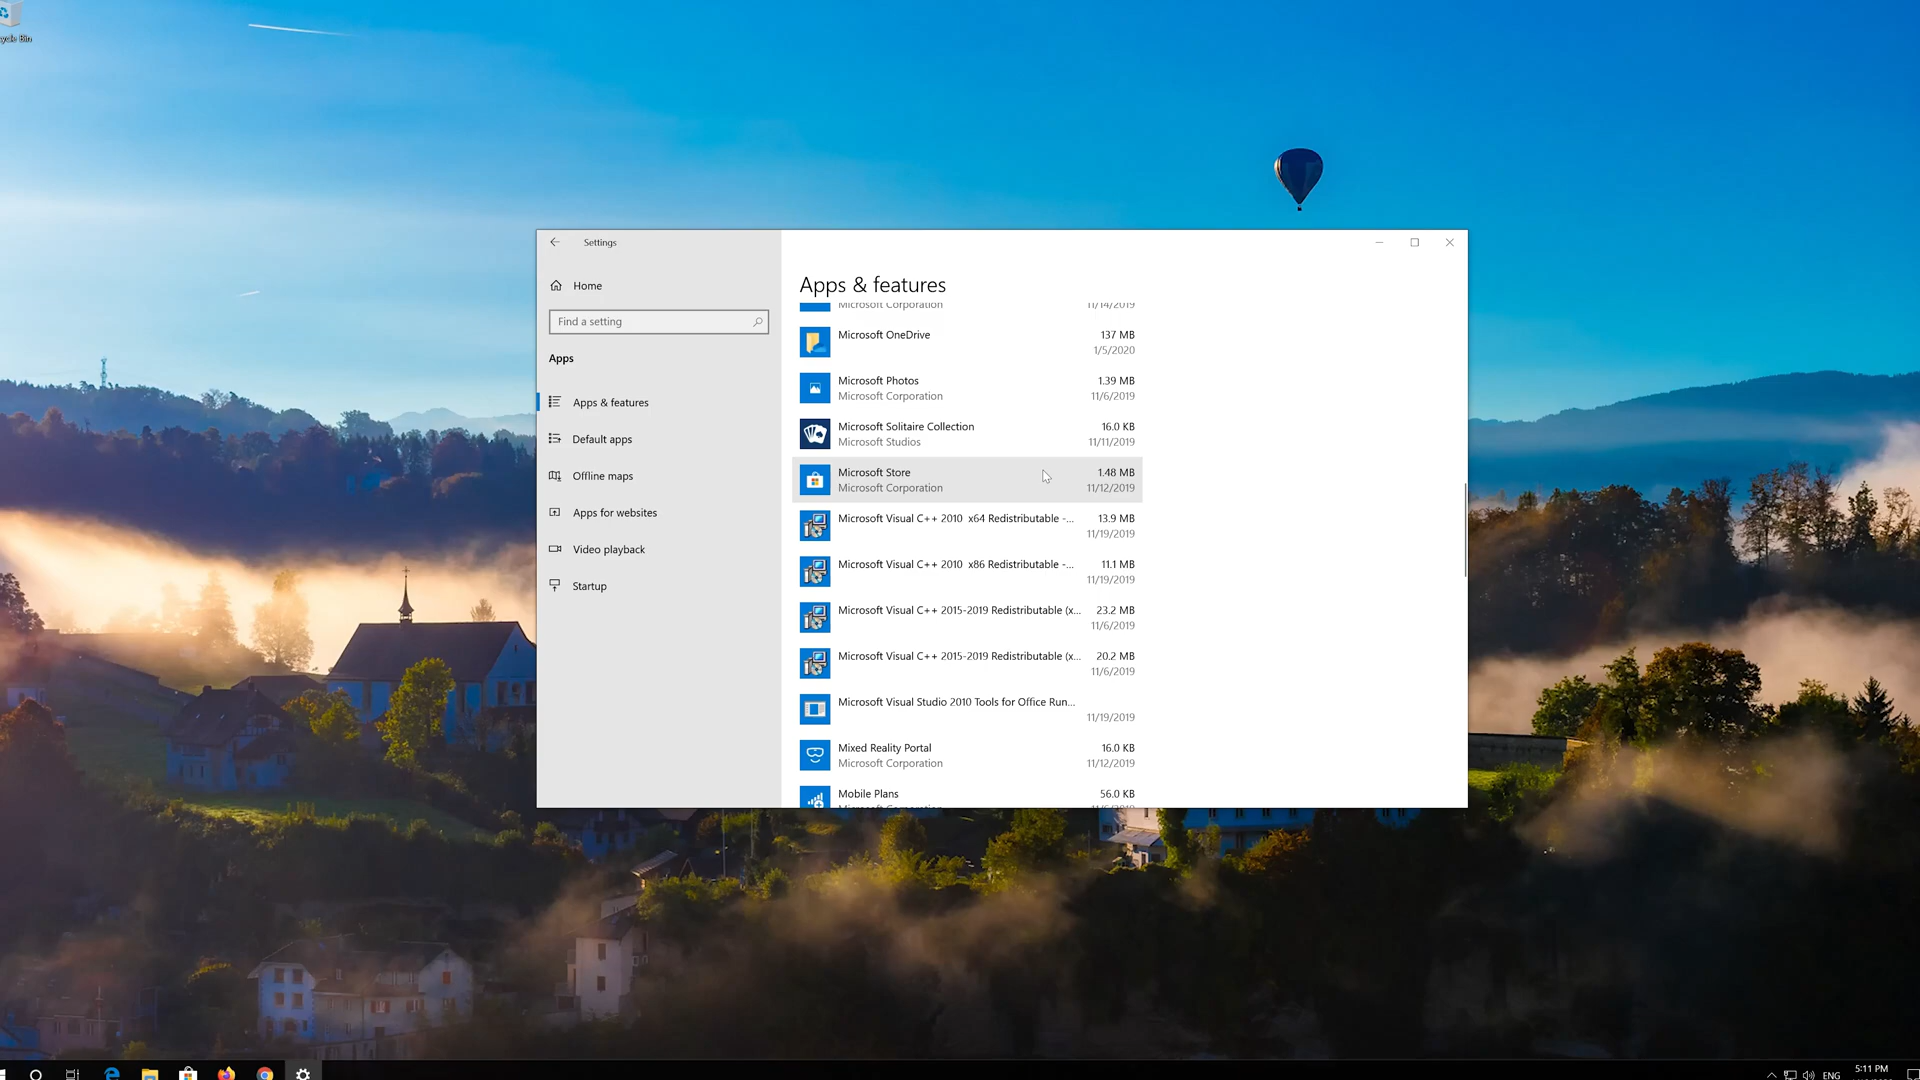 Settings
Home
Find a setting
Apps
Apps & features
Default apps
Offline maps
Apps for websites
Video playback
Startup
Apps & features
Microsoft Corporation 11/14/2019
Microsoft OneDrive 137 MB
1/5/2020
Microsoft Photos 1.39 MB
Microsoft Corporation 11/6/2019
Microsoft Solitaire Collection 16.0 KB
Microsoft Studios 11/11/2019
Microsoft Store 1.48 MB
Microsoft Corporation 11/12/2019
Microsoft Visual C++ 2010 x64 Redistributable -... 13.9 MB
11/19/2019
Microsoft Visual C++ 2010 x86 Redistributable -... 11.1 MB
11/19/2019
Microsoft Visual C++ 2015-2019 Redistributable (x... 23.2 MB
11/6/2019
Microsoft Visual C++ 2015-2019 Redistributable (x... 20.2 MB
11/6/2019
Microsoft Visual Studio 2010 Tools for Office Run...
11/19/2019
Mixed Reality Portal 16.0 KB
Microsoft Corporation 11/12/2019
Mobile Plans 56.0 KB
Microsoft Corporation 11/6/2019
ENG
5:11 PM